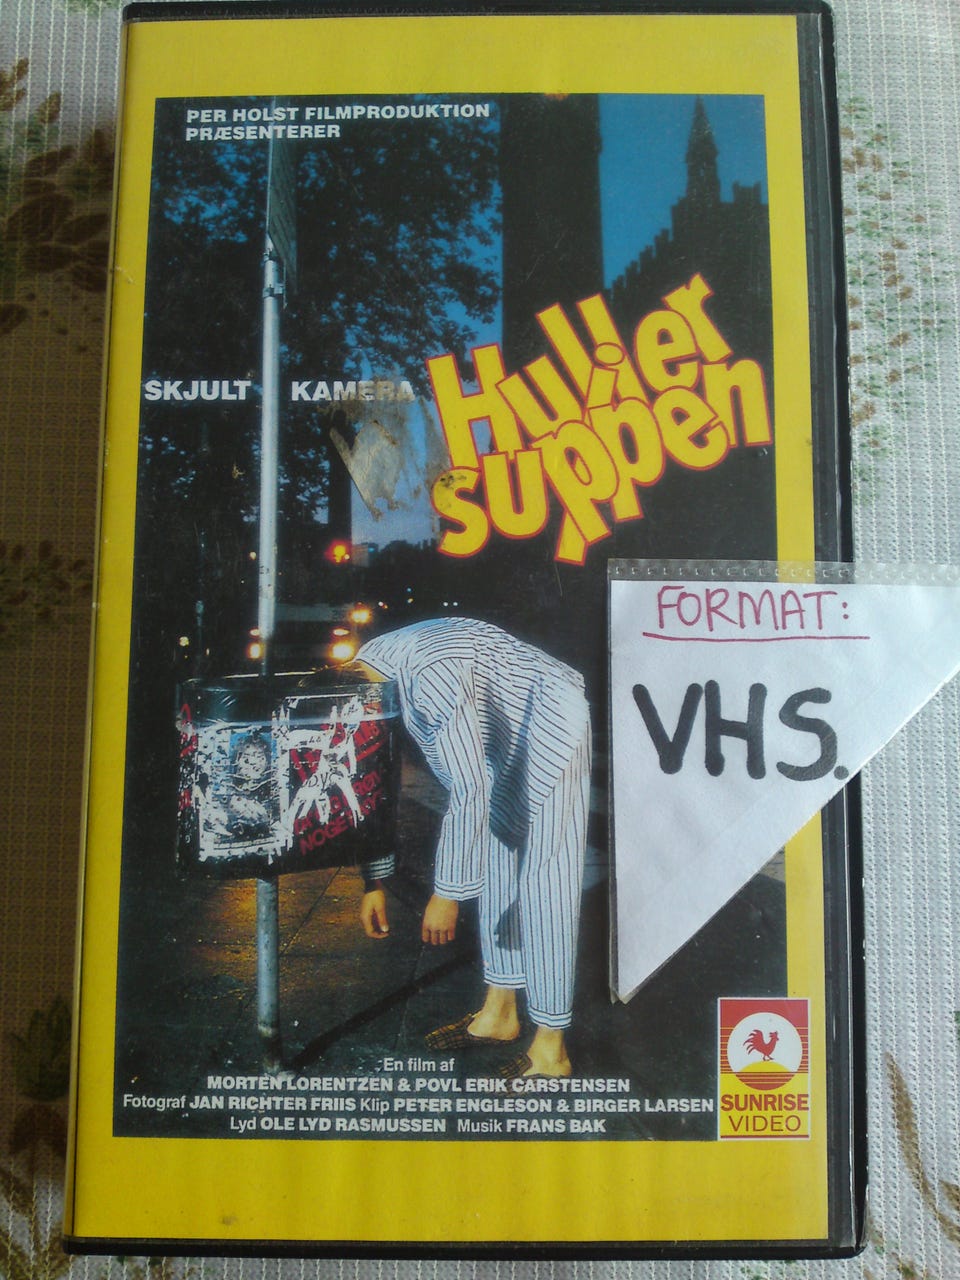 PER HOLST FILMPRODUKTION
PRÆSENTERER
SKJULT KAMERA
Huller
suppen
FORMAT:
VHS.
NOGET
En film af
MORTEN LORENTZEN & POVL ERIK CARSTENSEN
Fotograf JAN RICHTER FRIIS Klip PETER ENGLESON & BIRGER LARSEN
Lyd OLE LYD RASMUSSEN Musik FRANS BAK
SUNRISE
VIDEO